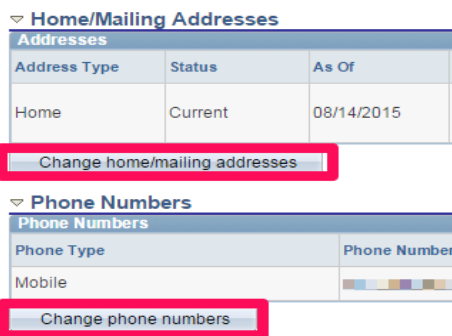 Home/Mailing Addresses
Addresses
Address Type Status As Of
Home Current 08/14/2015
Change home/mailing addresses
Phone Numbers
Phone Numbers
Phone Type Phone Number
Mobile
Change phone numbers